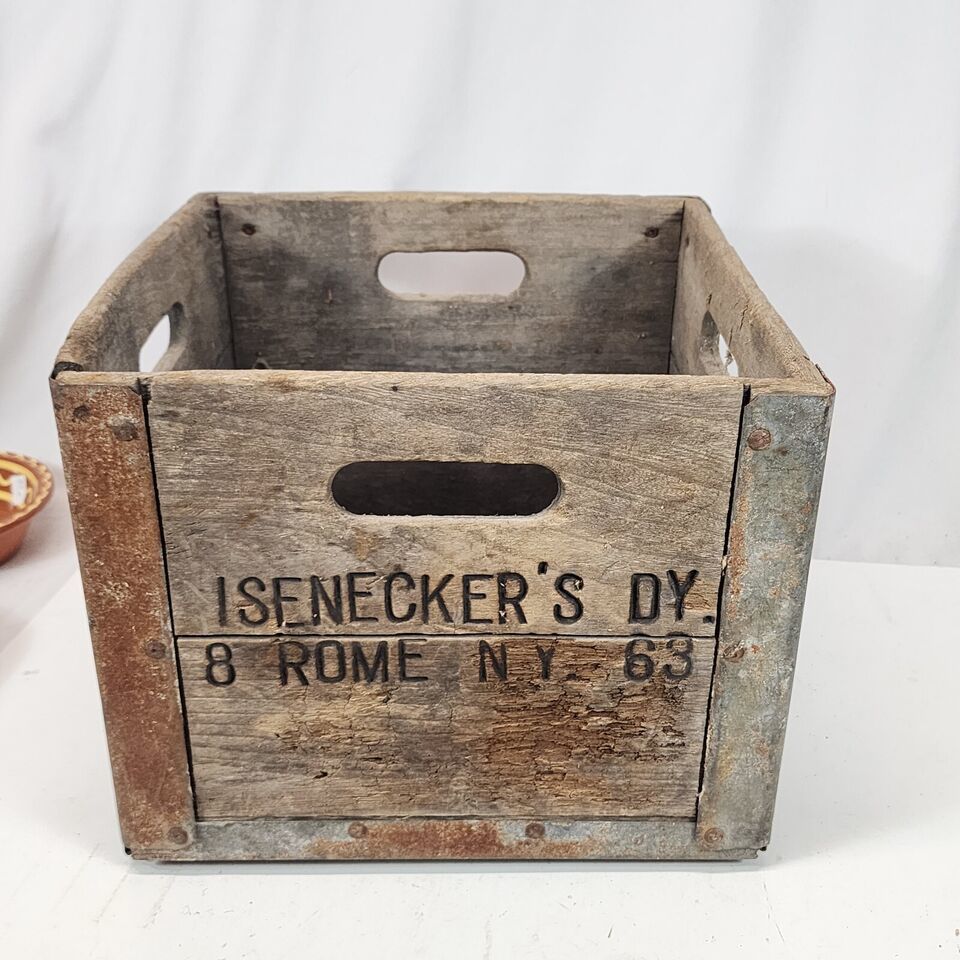 ISENECKER'S DY.
8 ROME N Y. 63